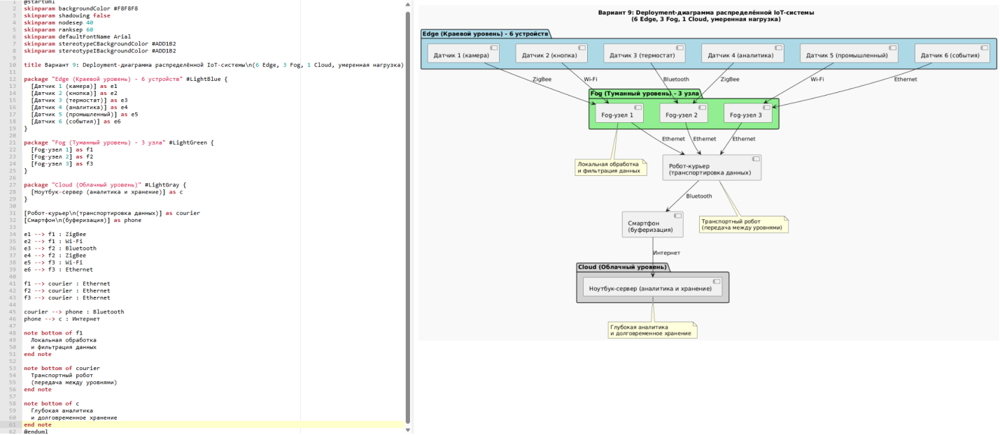 1 @startuml
2 skinparam backgroundColor #F8F8F8
3 skinparam shadowing false
4 skinparam nodesep 40
5 skinparam ranksep 60
6 skinparam defaultFontName Arial
7 skinparam stereotypeCBackgroundColor #ADD1B2
8 skinparam stereotypeIBackgroundColor #ADD1B2
9
10 title Вариант 9: Deployment-диаграмма распределённой IoT-системы\n(6 Edge, 3 Fog, 1 Cloud, умеренная нагрузка)
11
12 package "Edge (Краевой уровень) - 6 устройств" #LightBlue {
13 [Датчик 1 (камера)] as e1
14 [Датчик 2 (кнопка)] as e2
15 [Датчик 3 (термостат)] as e3
16 [Датчик 4 (аналитика)] as e4
17 [Датчик 5 (промышленный)] as e5
18 [Датчик 6 (события)] as e6
19 }
20
21 package "Fog (Туманный уровень) - 3 узла" #LightGreen {
22 [Fog-узел 1] as f1
23 [Fog-узел 2] as f2
24 [Fog-узел 3] as f3
25 }
26
27 package "Cloud (Облачный уровень)" #LightGray {
28 [Ноутбук-сервер (аналитика и хранение)] as c
29 }
30
31 [Робот-курьер\n(транспортировка данных)] as courier
32 [Смартфон\n(буферизация)] as phone
33
34 e1 --> f1 : ZigBee
35 e2 --> f1 : Wi-Fi
36 e3 --> f2 : Bluetooth
37 e4 --> f2 : ZigBee
38 e5 --> f3 : Wi-Fi
39 e6 --> f3 : Ethernet
40
41 f1 --> courier : Ethernet
42 f2 --> courier : Ethernet
43 f3 --> courier : Ethernet
44
45 courier --> phone : Bluetooth
46 phone --> c : Интернет
47
48 note bottom of f1
49 Локальная обработка
50 и фильтрация данных
51 end note
52
53 note bottom of courier
54 Транспортный робот
55 (передача между уровнями)
56 end note
57
58 note bottom of c
59 Глубокая аналитика
60 и долговременное хранение
61 end note
62 @enduml
Вариант 9: Deployment-диаграмма распределённой IoT-системы
(6 Edge, 3 Fog, 1 Cloud, умеренная нагрузка)
Edge (Краевой уровень) - 6 устройств
Датчик 1 (камера)
Датчик 2 (кнопка)
Датчик 3 (термостат)
Датчик 4 (аналитика)
Датчик 5 (промышленный)
Датчик 6 (события)
ZigBee
Wi-Fi
Bluetooth
ZigBee
Wi-Fi
Ethernet
Fog (Туманный уровень) - 3 узла
Fog-узел 1
Fog-узел 2
Fog-узел 3
Ethernet
Ethernet
Ethernet
Локальная обработка
и фильтрация данных
Робот-курьер
(транспортировка данных)
Bluetooth
Смартфон
(буферизация)
Транспортный робот
(передача между уровнями)
Интернет
Cloud (Облачный уровень)
Ноутбук-сервер (аналитика и хранение)
Глубокая аналитика
и долговременное хранение